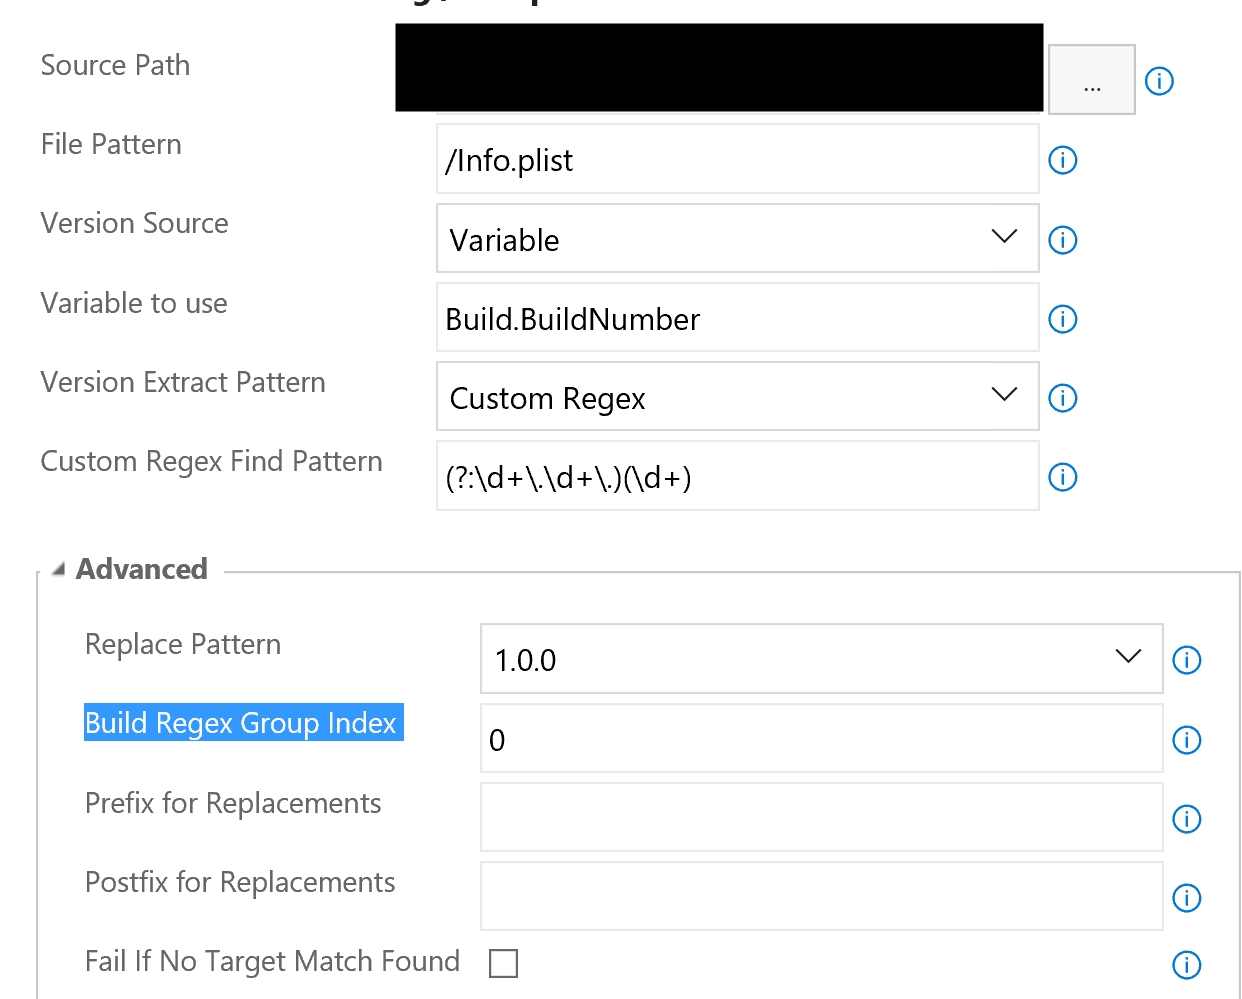 Source Path
...
File Pattern
/Info.plist
Version Source
Variable
Variable to use
Build.BuildNumber
Version Extract Pattern
Custom Regex
Custom Regex Find Pattern
(?:\d+\.\d+\.)(\d+)
Advanced
Replace Pattern
1.0.0
Build Regex Group Index
0
Prefix for Replacements
Postfix for Replacements
Fail If No Target Match Found